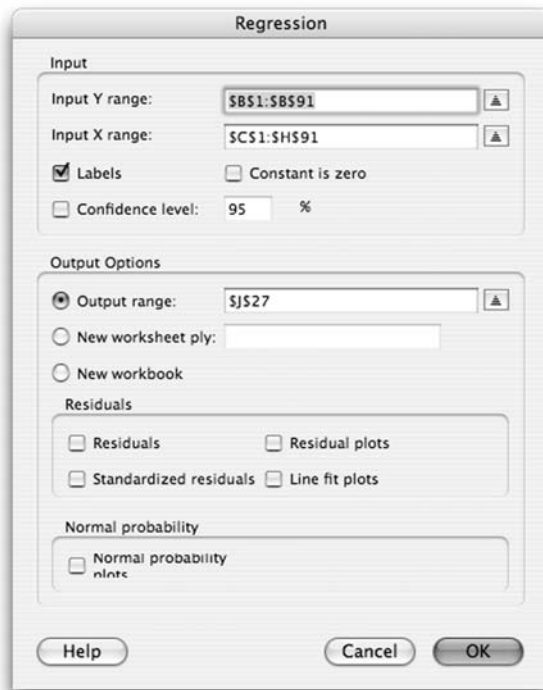 Regression
Input
Input Y range: $B$1:$B$91
Input X range: $C$1:$H$91
Labels Constant is zero
Confidence level: 95 %
Output Options
Output range: $J$27
New worksheet ply:
New workbook
Residuals
Residuals Residual plots
Standardized residuals Line fit plots
Normal probability
Normal probability
plots
Help Cancel OK